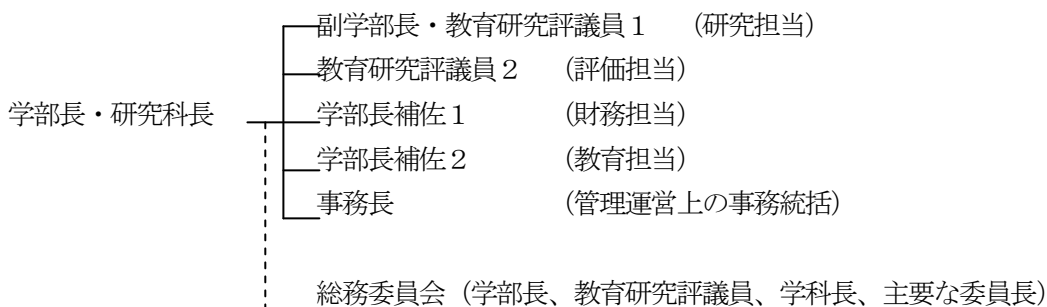 副学部長・教育研究評議員1 (研究担当)
教育研究評議員2 (評価担当)
学部長・研究科長 学部長補佐1 (財務担当)
学部長補佐2 (教育担当)
事務長 (管理運営上の事務統括)
総務委員会(学部長、教育研究評議員、学科長、主要な委員長)